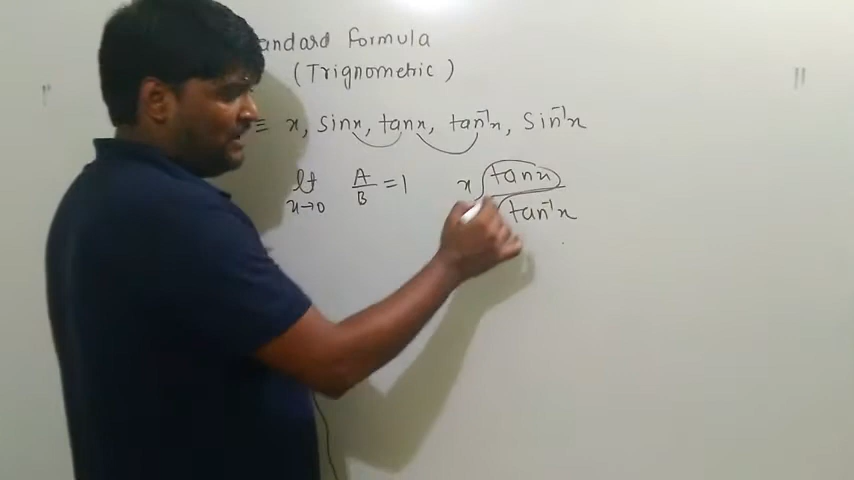 andard Formula
(Trignometric)
= x, sinx, tanx, tan⁻¹x, sin⁻¹x
lt x→0 A/B = 1
x tanx
tan⁻¹x